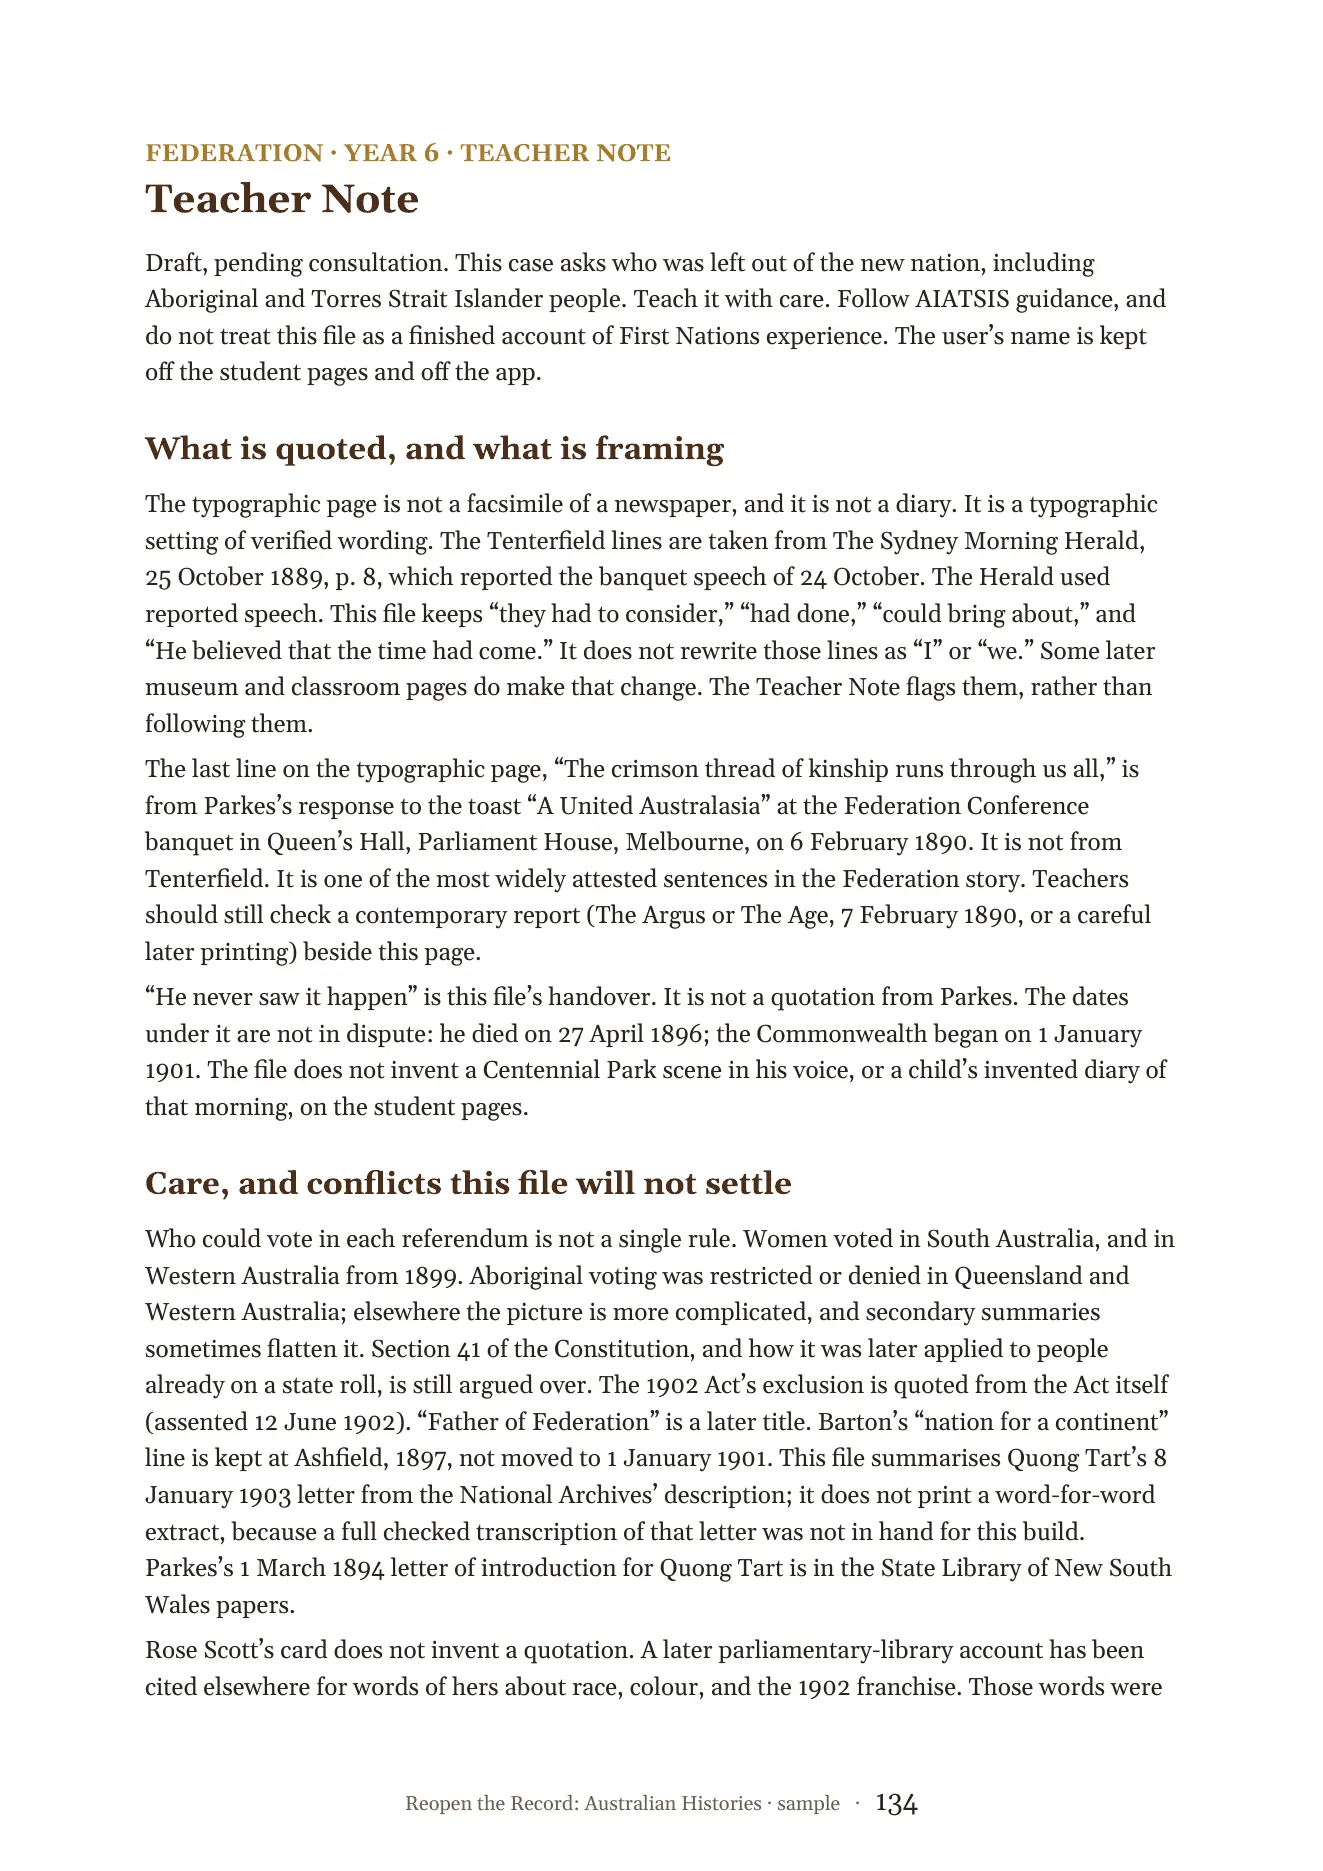 FEDERATION · YEAR 6 · TEACHER NOTE
Teacher Note
Draft, pending consultation. This case asks who was left out of the new nation, including
Aboriginal and Torres Strait Islander people. Teach it with care. Follow AIATSIS guidance, and
do not treat this file as a finished account of First Nations experience. The user’s name is kept
off the student pages and off the app.
What is quoted, and what is framing
The typographic page is not a facsimile of a newspaper, and it is not a diary. It is a typographic
setting of verified wording. The Tenterfield lines are taken from The Sydney Morning Herald,
25 October 1889, p. 8, which reported the banquet speech of 24 October. The Herald used
reported speech. This file keeps “they had to consider,” “had done,” “could bring about,” and
“He believed that the time had come.” It does not rewrite those lines as “I” or “we.” Some later
museum and classroom pages do make that change. The Teacher Note flags them, rather than
following them.
The last line on the typographic page, “The crimson thread of kinship runs through us all,” is
from Parkes’s response to the toast “A United Australasia” at the Federation Conference
banquet in Queen’s Hall, Parliament House, Melbourne, on 6 February 1890. It is not from
Tenterfield. It is one of the most widely attested sentences in the Federation story. Teachers
should still check a contemporary report (The Argus or The Age, 7 February 1890, or a careful
later printing) beside this page.
“He never saw it happen” is this file’s handover. It is not a quotation from Parkes. The dates
under it are not in dispute: he died on 27 April 1896; the Commonwealth began on 1 January
1901. The file does not invent a Centennial Park scene in his voice, or a child’s invented diary of
that morning, on the student pages.
Care, and conflicts this file will not settle
Who could vote in each referendum is not a single rule. Women voted in South Australia, and in
Western Australia from 1899. Aboriginal voting was restricted or denied in Queensland and
Western Australia; elsewhere the picture is more complicated, and secondary summaries
sometimes flatten it. Section 41 of the Constitution, and how it was later applied to people
already on a state roll, is still argued over. The 1902 Act’s exclusion is quoted from the Act itself
(assented 12 June 1902). “Father of Federation” is a later title. Barton’s “nation for a continent”
line is kept at Ashfield, 1897, not moved to 1 January 1901. This file summarises Quong Tart’s 8
January 1903 letter from the National Archives’ description; it does not print a word-for-word
extract, because a full checked transcription of that letter was not in hand for this build.
Parkes’s 1 March 1894 letter of introduction for Quong Tart is in the State Library of New South
Wales papers.
Rose Scott’s card does not invent a quotation. A later parliamentary-library account has been
cited elsewhere for words of hers about race, colour, and the 1902 franchise. Those words were
Reopen the Record: Australian Histories · sample · 134